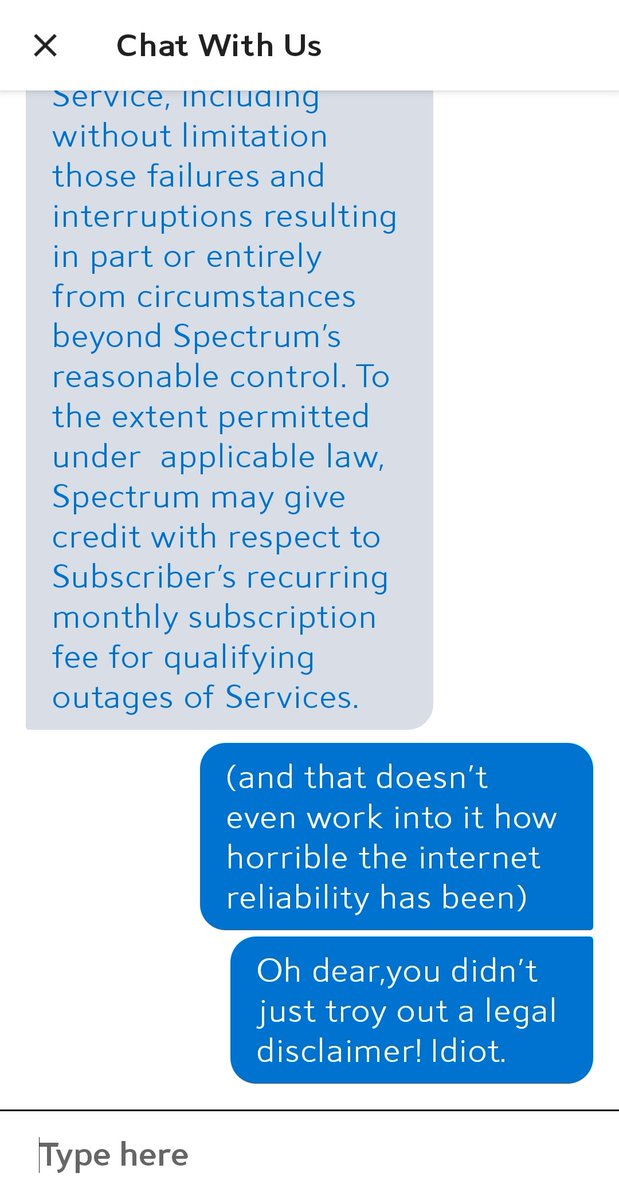 Chat With Us
Service, including
without limitation
those failures and
interruptions resulting
in part or entirely
from circumstances
beyond Spectrum’s
reasonable control. To
the extent permitted
under  applicable law,
Spectrum may give
credit with respect to
Subscriber’s recurring
monthly subscription
fee for qualifying
outages of Services.
(and that doesn’t
even work into it how
horrible the internet
reliability has been)
Oh dear,you didn’t
just troy out a legal
disclaimer! Idiot.
Type here